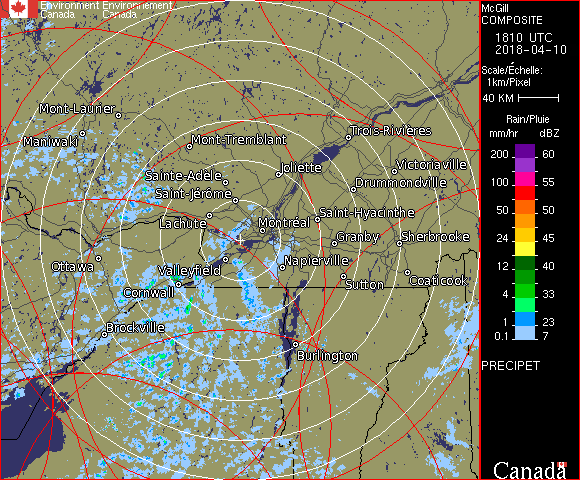 Environment Environnement
Canada Canada
McGill
COMPOSITE
1810 UTC
2018-04-10
Scale/Échelle:
1km/Pixel
40 KM
Rain/Pluie
mm/hr dBZ
200 60
100 55
50 50
24 45
12 40
4 33
1 23
0.1 7
PRECIPET
Canada
Mont-Laurier
Maniwaki
Mont-Tremblant
Trois-Rivières
Joliette
Victoriaville
Sainte-Adèle
Drummondville
Saint-Jérôme
Saint-Hyacinthe
Lachute
Montréal
Granby
Sherbrooke
Ottawa
Valleyfield
Napierville
Sutton
Coaticook
Cornwall
Brockville
Burlington